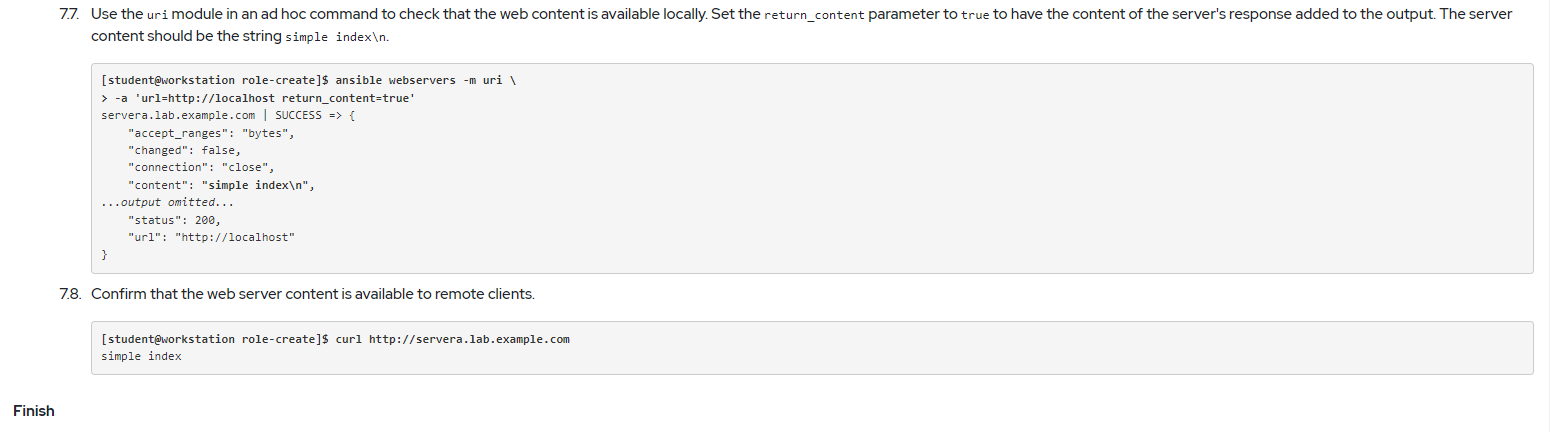 7.7. Use the uri module in an ad hoc command to check that the web content is available locally. Set the return_content parameter to true to have the content of the server's response added to the output. The server
content should be the string simple index\n.
[student@workstation role-create]$ ansible webservers -m uri \
> -a 'url=http://localhost return_content=true'
servera.lab.example.com | SUCCESS => {
    "accept_ranges": "bytes",
    "changed": false,
    "connection": "close",
    "content": "simple index\n",
...output omitted...
    "status": 200,
    "url": "http://localhost"
}
7.8. Confirm that the web server content is available to remote clients.
[student@workstation role-create]$ curl http://servera.lab.example.com
simple index
Finish